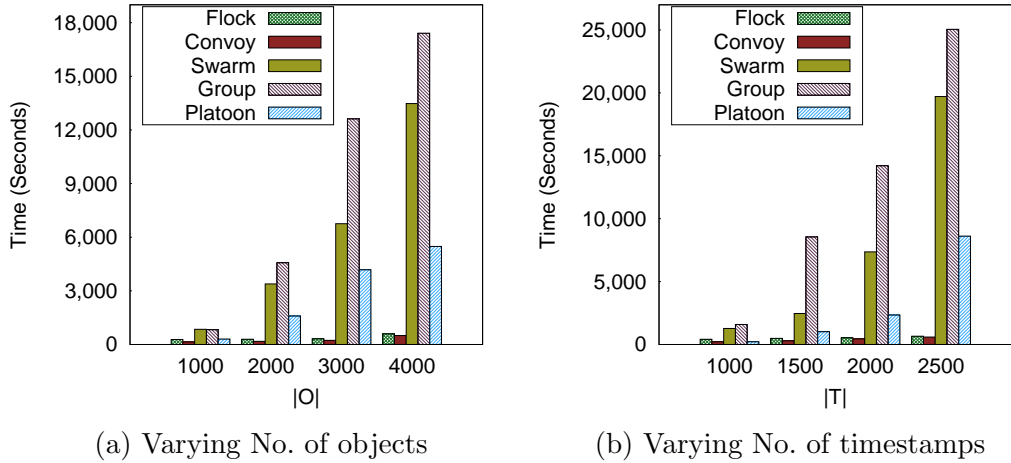 18,000
15,000
12,000
9,000
6,000
3,000
0
Time (Seconds)
Flock
Convoy
Swarm
Group
Platoon
1000 2000 3000 4000
|O|
(a) Varying No. of objects
25,000
20,000
15,000
10,000
5,000
0
Time (Seconds)
Flock
Convoy
Swarm
Group
Platoon
1000 1500 2000 2500
|T|
(b) Varying No. of timestamps